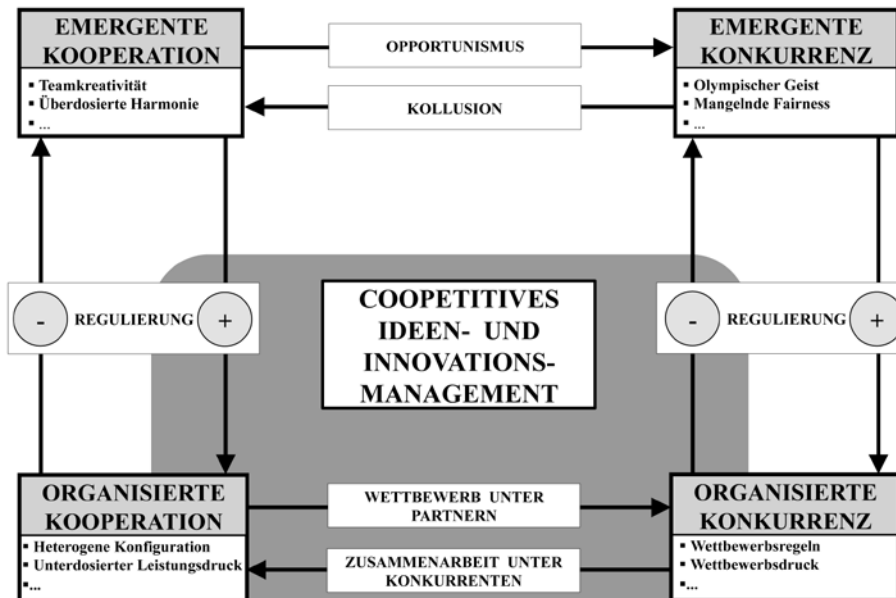 EMERGENTE
KOOPERATION
▪ Teamkreativität
▪ Überdosierte Harmonie
▪ ...
OPPORTUNISMUS
KOLLUSION
EMERGENTE
KONKURRENZ
▪ Olympischer Geist
▪ Mangelnde Fairness
▪ ...
- REGULIERUNG +
COOPETITIVES
IDEEN- UND
INNOVATIONS-
MANAGEMENT
- REGULIERUNG +
ORGANISIERTE
KOOPERATION
▪ Heterogene Konfiguration
▪ Unterdosierter Leistungsdruck
▪...
WETTBEWERB UNTER
PARTNERN
ZUSAMMENARBEIT UNTER
KONKURRENTEN
ORGANISIERTE
KONKURRENZ
▪ Wettbewerbsregeln
▪ Wettbewerbsdruck
▪...